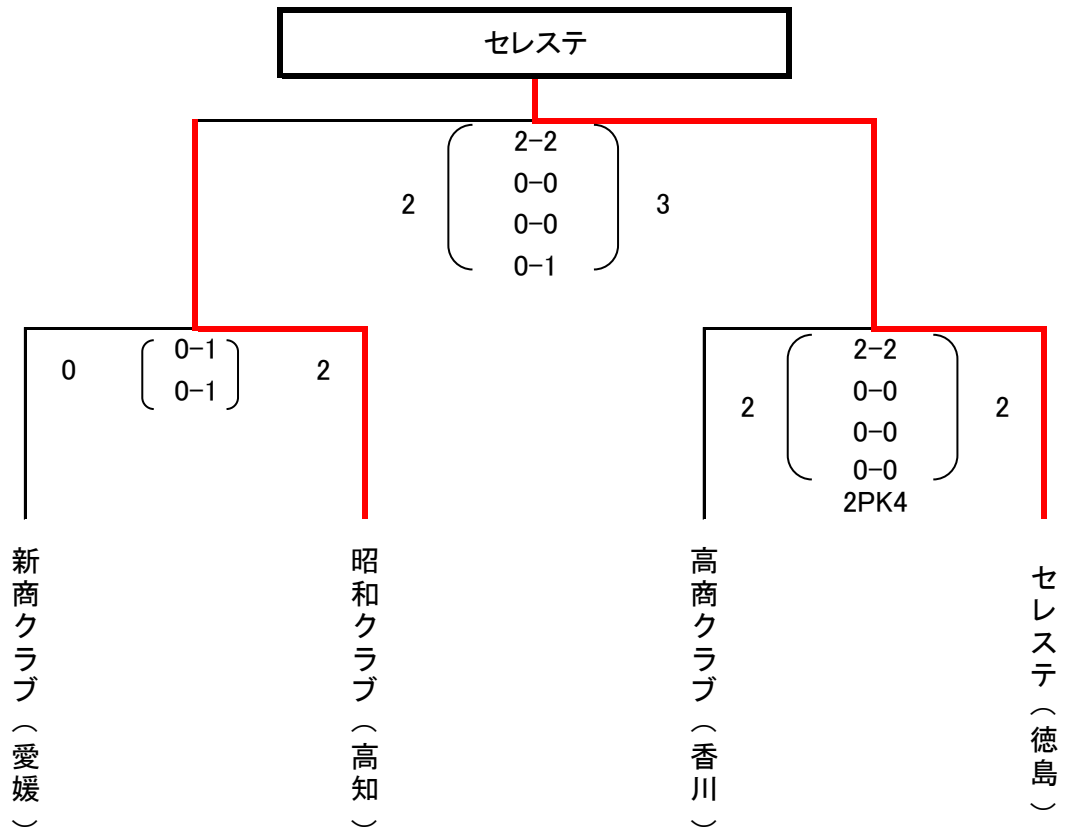 セレステ
2-2
0-0
2 3
0-0
0-1
0-1
0 2
0-1
2-2
0-0
2 2
0-0
0-0
2PK4
新商クラブ（愛媛）
昭和クラブ（高知）
高商クラブ（香川）
セレステ（徳島）